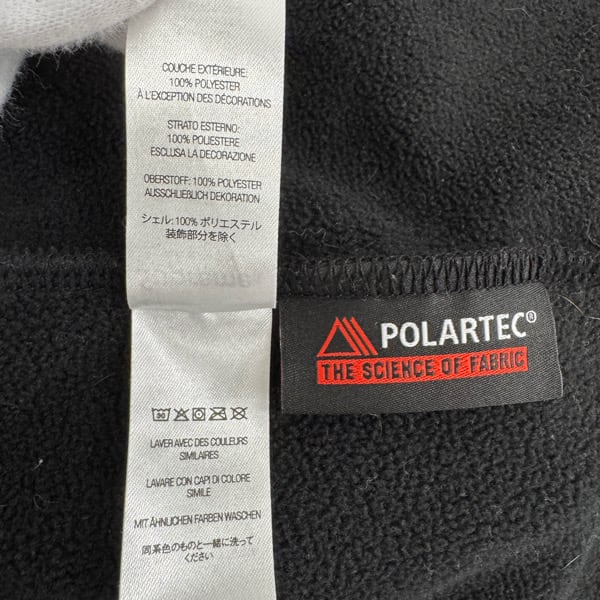 COUCHE EXTÉRIEURE:
100% POLYESTER
À L'EXCEPTION DES DÉCORATIONS
STRATO ESTERNO:
100% POLIESTERE
ESCLUSA LA DECORAZIONE
OBERSTOFF: 100% POLYESTER
AUSSCHLIEßLICH DEKORATION
シェル: 100% ポリエステル
装飾部分を除く
POLARTEC®
THE SCIENCE OF FABRIC
30
LAVER AVEC DES COULEURS
SIMILAIRES
LAVARE CON CAPI DI COLORE
SIMILE
MIT ÄHNLICHEN FARBEN WASCHEN
同系色のものと一緒に洗って
ください